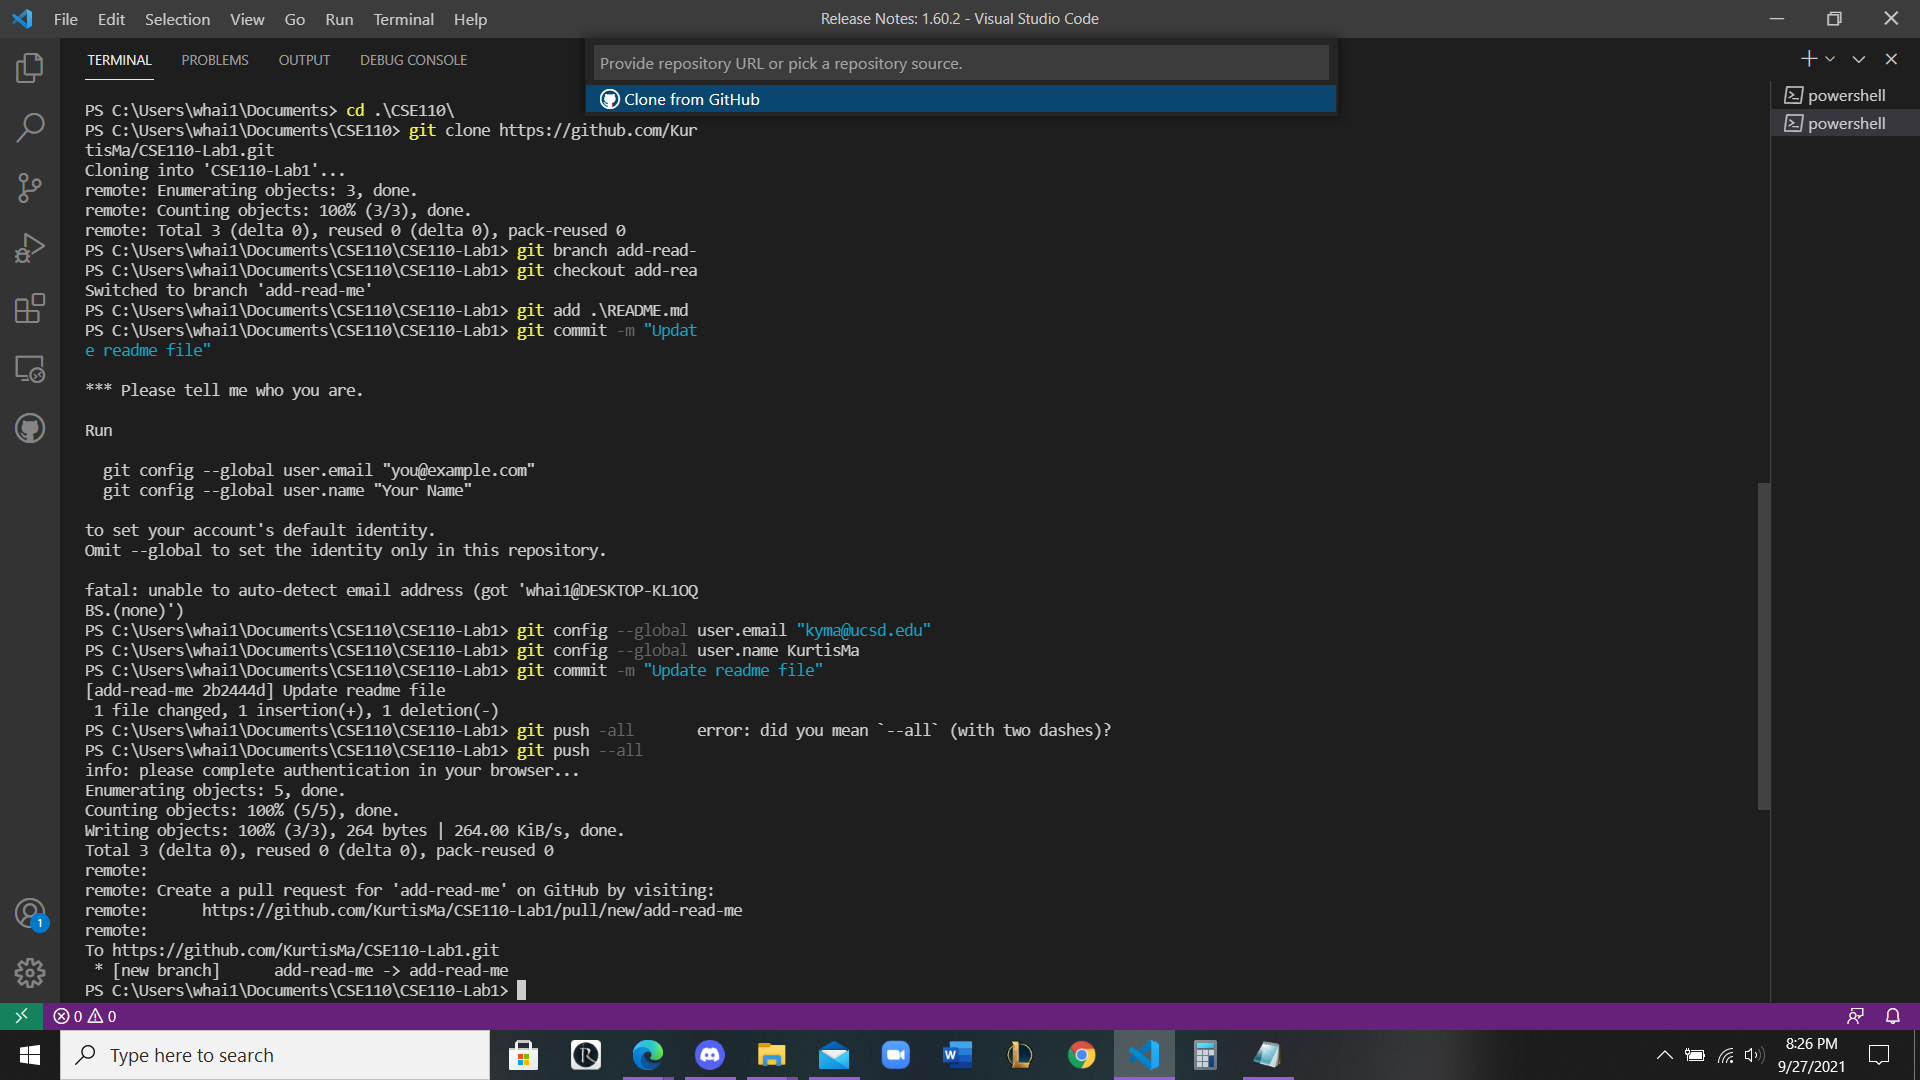 File Edit Selection View Go Run Terminal Help
Release Notes: 1.60.2 - Visual Studio Code
TERMINAL PROBLEMS OUTPUT DEBUG CONSOLE
Provide repository URL or pick a repository source.
Clone from GitHub
powershell
powershell
PS C:\Users\whai1\Documents> cd .\CSE110\
PS C:\Users\whai1\Documents\CSE110> git clone https://github.com/Kur
tisMa/CSE110-Lab1.git
Cloning into 'CSE110-Lab1'...
remote: Enumerating objects: 3, done.
remote: Counting objects: 100% (3/3), done.
remote: Total 3 (delta 0), reused 0 (delta 0), pack-reused 0
PS C:\Users\whai1\Documents\CSE110\CSE110-Lab1> git branch add-read-
PS C:\Users\whai1\Documents\CSE110\CSE110-Lab1> git checkout add-rea
Switched to branch 'add-read-me'
PS C:\Users\whai1\Documents\CSE110\CSE110-Lab1> git add .\README.md
PS C:\Users\whai1\Documents\CSE110\CSE110-Lab1> git commit -m "Updat
e readme file"
*** Please tell me who you are.
Run
git config --global user.email "you@example.com"
git config --global user.name "Your Name"
to set your account's default identity.
Omit --global to set the identity only in this repository.
fatal: unable to auto-detect email address (got 'whai1@DESKTOP-KL1OQ
BS.(none)')
PS C:\Users\whai1\Documents\CSE110\CSE110-Lab1> git config --global user.email "kyma@ucsd.edu"
PS C:\Users\whai1\Documents\CSE110\CSE110-Lab1> git config --global user.name KurtisMa
PS C:\Users\whai1\Documents\CSE110\CSE110-Lab1> git commit -m "Update readme file"
[add-read-me 2b2444d] Update readme file
1 file changed, 1 insertion(+), 1 deletion(-)
PS C:\Users\whai1\Documents\CSE110\CSE110-Lab1> git push -all error: did you mean `--all` (with two dashes)?
PS C:\Users\whai1\Documents\CSE110\CSE110-Lab1> git push --all
info: please complete authentication in your browser...
Enumerating objects: 5, done.
Counting objects: 100% (5/5), done.
Writing objects: 100% (3/3), 264 bytes | 264.00 KiB/s, done.
Total 3 (delta 0), reused 0 (delta 0), pack-reused 0
remote:
remote: Create a pull request for 'add-read-me' on GitHub by visiting:
remote: https://github.com/KurtisMa/CSE110-Lab1/pull/new/add-read-me
remote:
To https://github.com/KurtisMa/CSE110-Lab1.git
* [new branch] add-read-me -> add-read-me
PS C:\Users\whai1\Documents\CSE110\CSE110-Lab1>
1
0 0
Type here to search
8:26 PM
9/27/2021